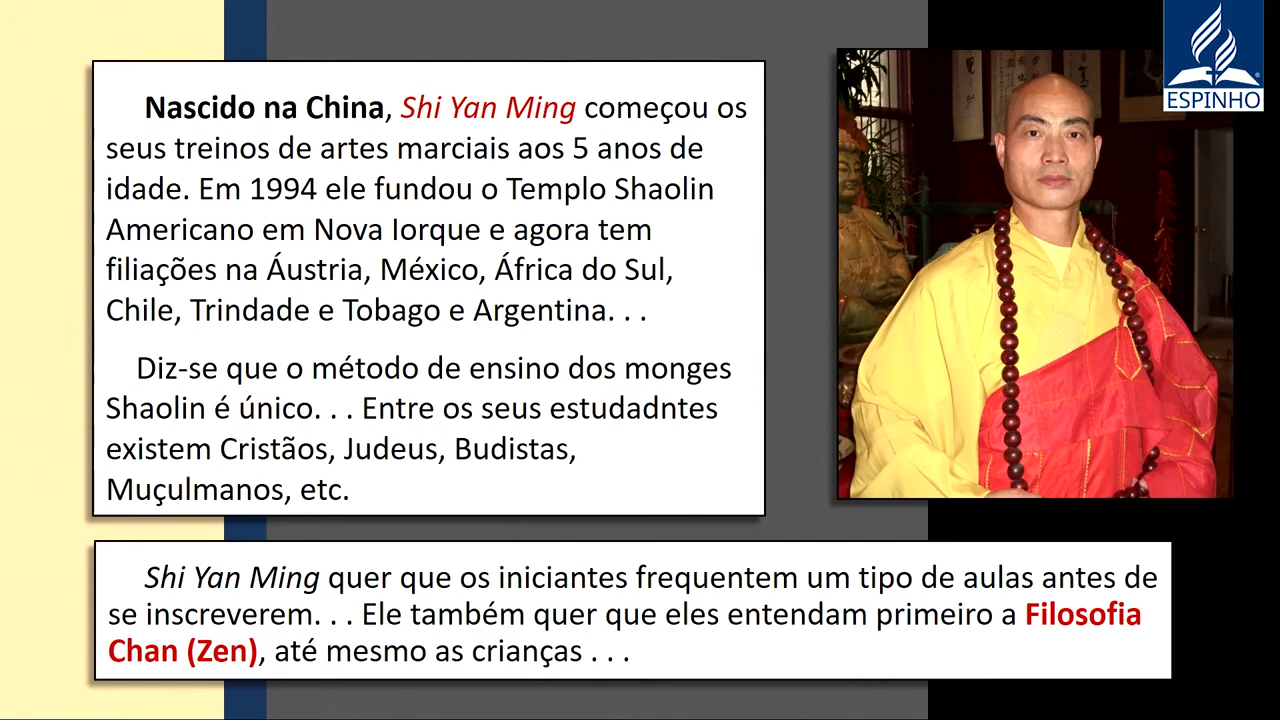 Nascido na China, Shi Yan Ming começou os
seus treinos de artes marciais aos 5 anos de
idade. Em 1994 ele fundou o Templo Shaolin
Americano em Nova Iorque e agora tem
filiações na Áustria, México, África do Sul,
Chile, Trindade e Tobago e Argentina. . .
Diz-se que o método de ensino dos monges
Shaolin é único. . . Entre os seus estudadntes
existem Cristãos, Judeus, Budistas,
Muçulmanos, etc.
ESPINHO
Shi Yan Ming quer que os iniciantes frequentem um tipo de aulas antes de
se inscreverem. . . Ele também quer que eles entendam primeiro a Filosofia
Chan (Zen), até mesmo as crianças . . .